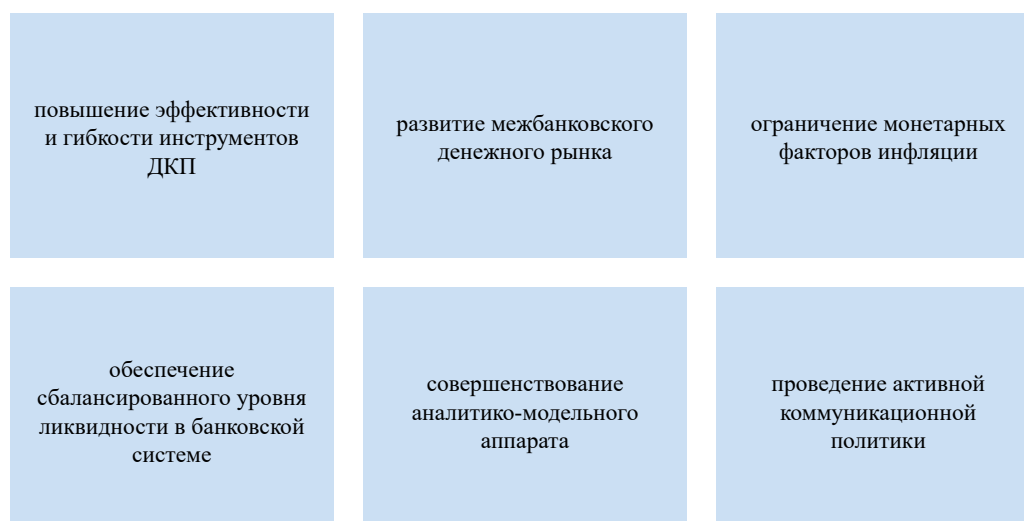 повышение эффективности
и гибкости инструментов
ДКП
развитие межбанковского
денежного рынка
ограничение монетарных
факторов инфляции
обеспечение
сбалансированного уровня
ликвидности в банковской
системе
совершенствование
аналитико-модельного
аппарата
проведение активной
коммуникационной
политики